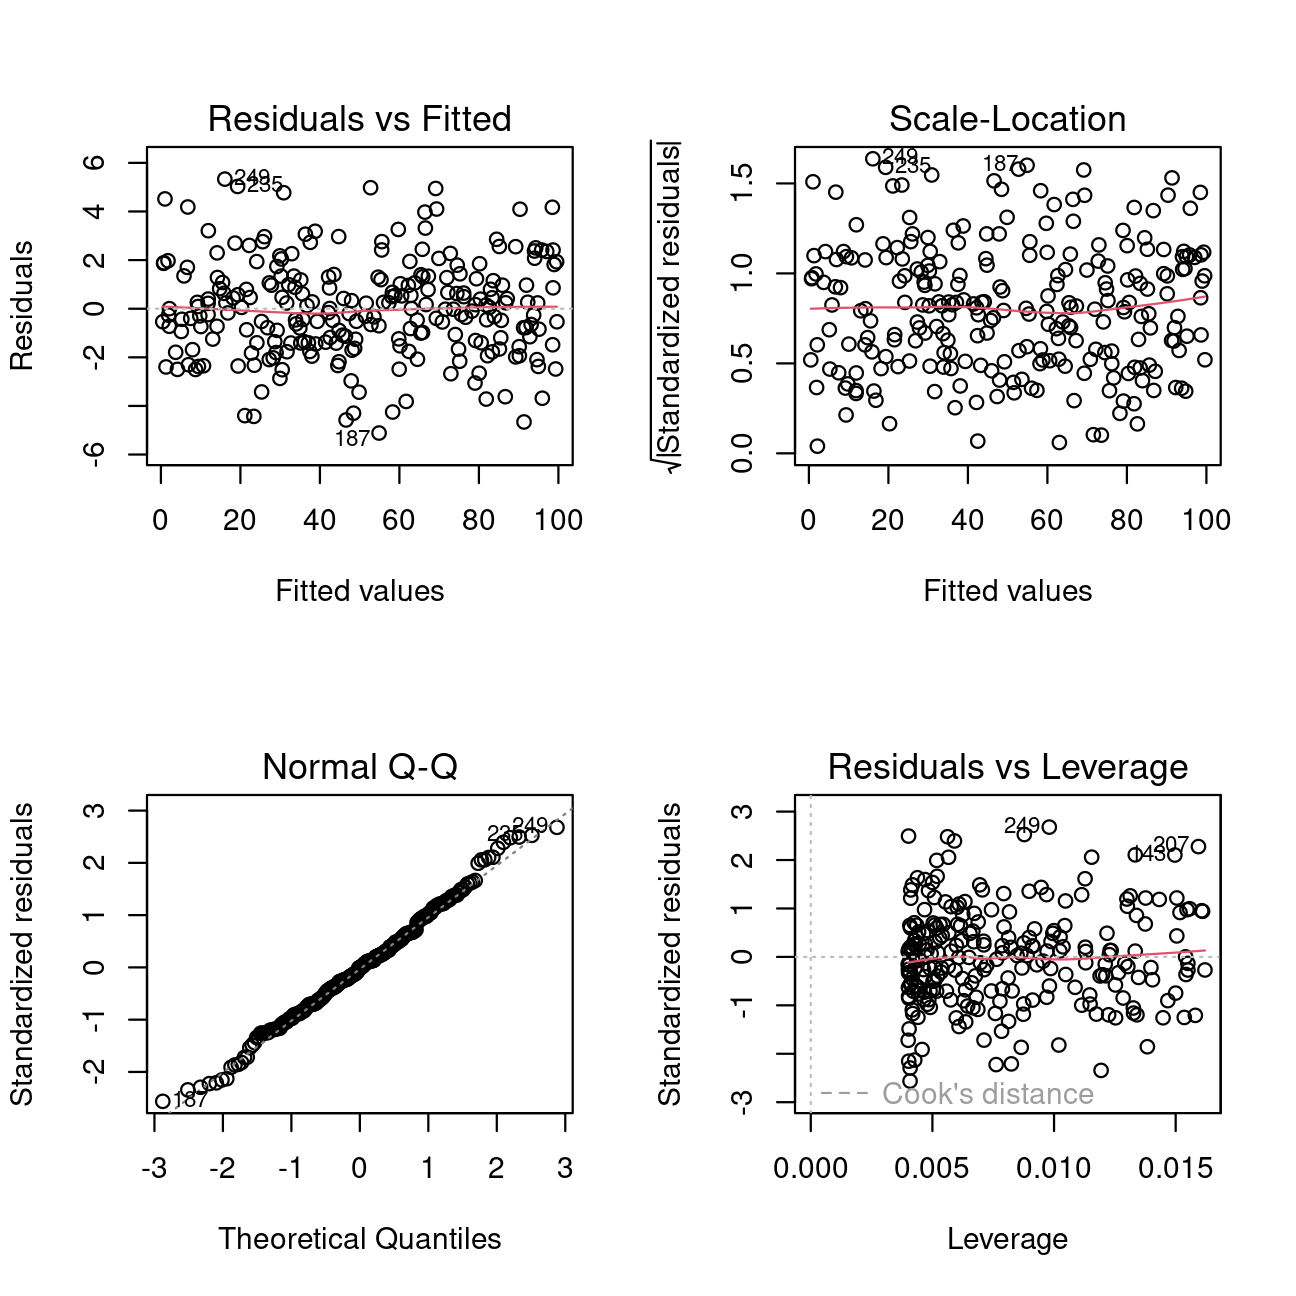 Residuals vs Fitted
Residuals
6
4
2
0
-2
-6
249
235
187
0 20 40 60 80 100
Fitted values
Scale-Location
√|Standardized residuals|
1.5
1.0
0.5
0.0
249
235
187
0 20 40 60 80 100
Fitted values
Normal Q-Q
Standardized residuals
3
2
1
0
-1
-2
235
249
187
-3 -2 -1 0 1 2 3
Theoretical Quantiles
Residuals vs Leverage
Standardized residuals
3
2
1
0
-1
-3
249
207
143
Cook's distance
0.000 0.005 0.010 0.015
Leverage